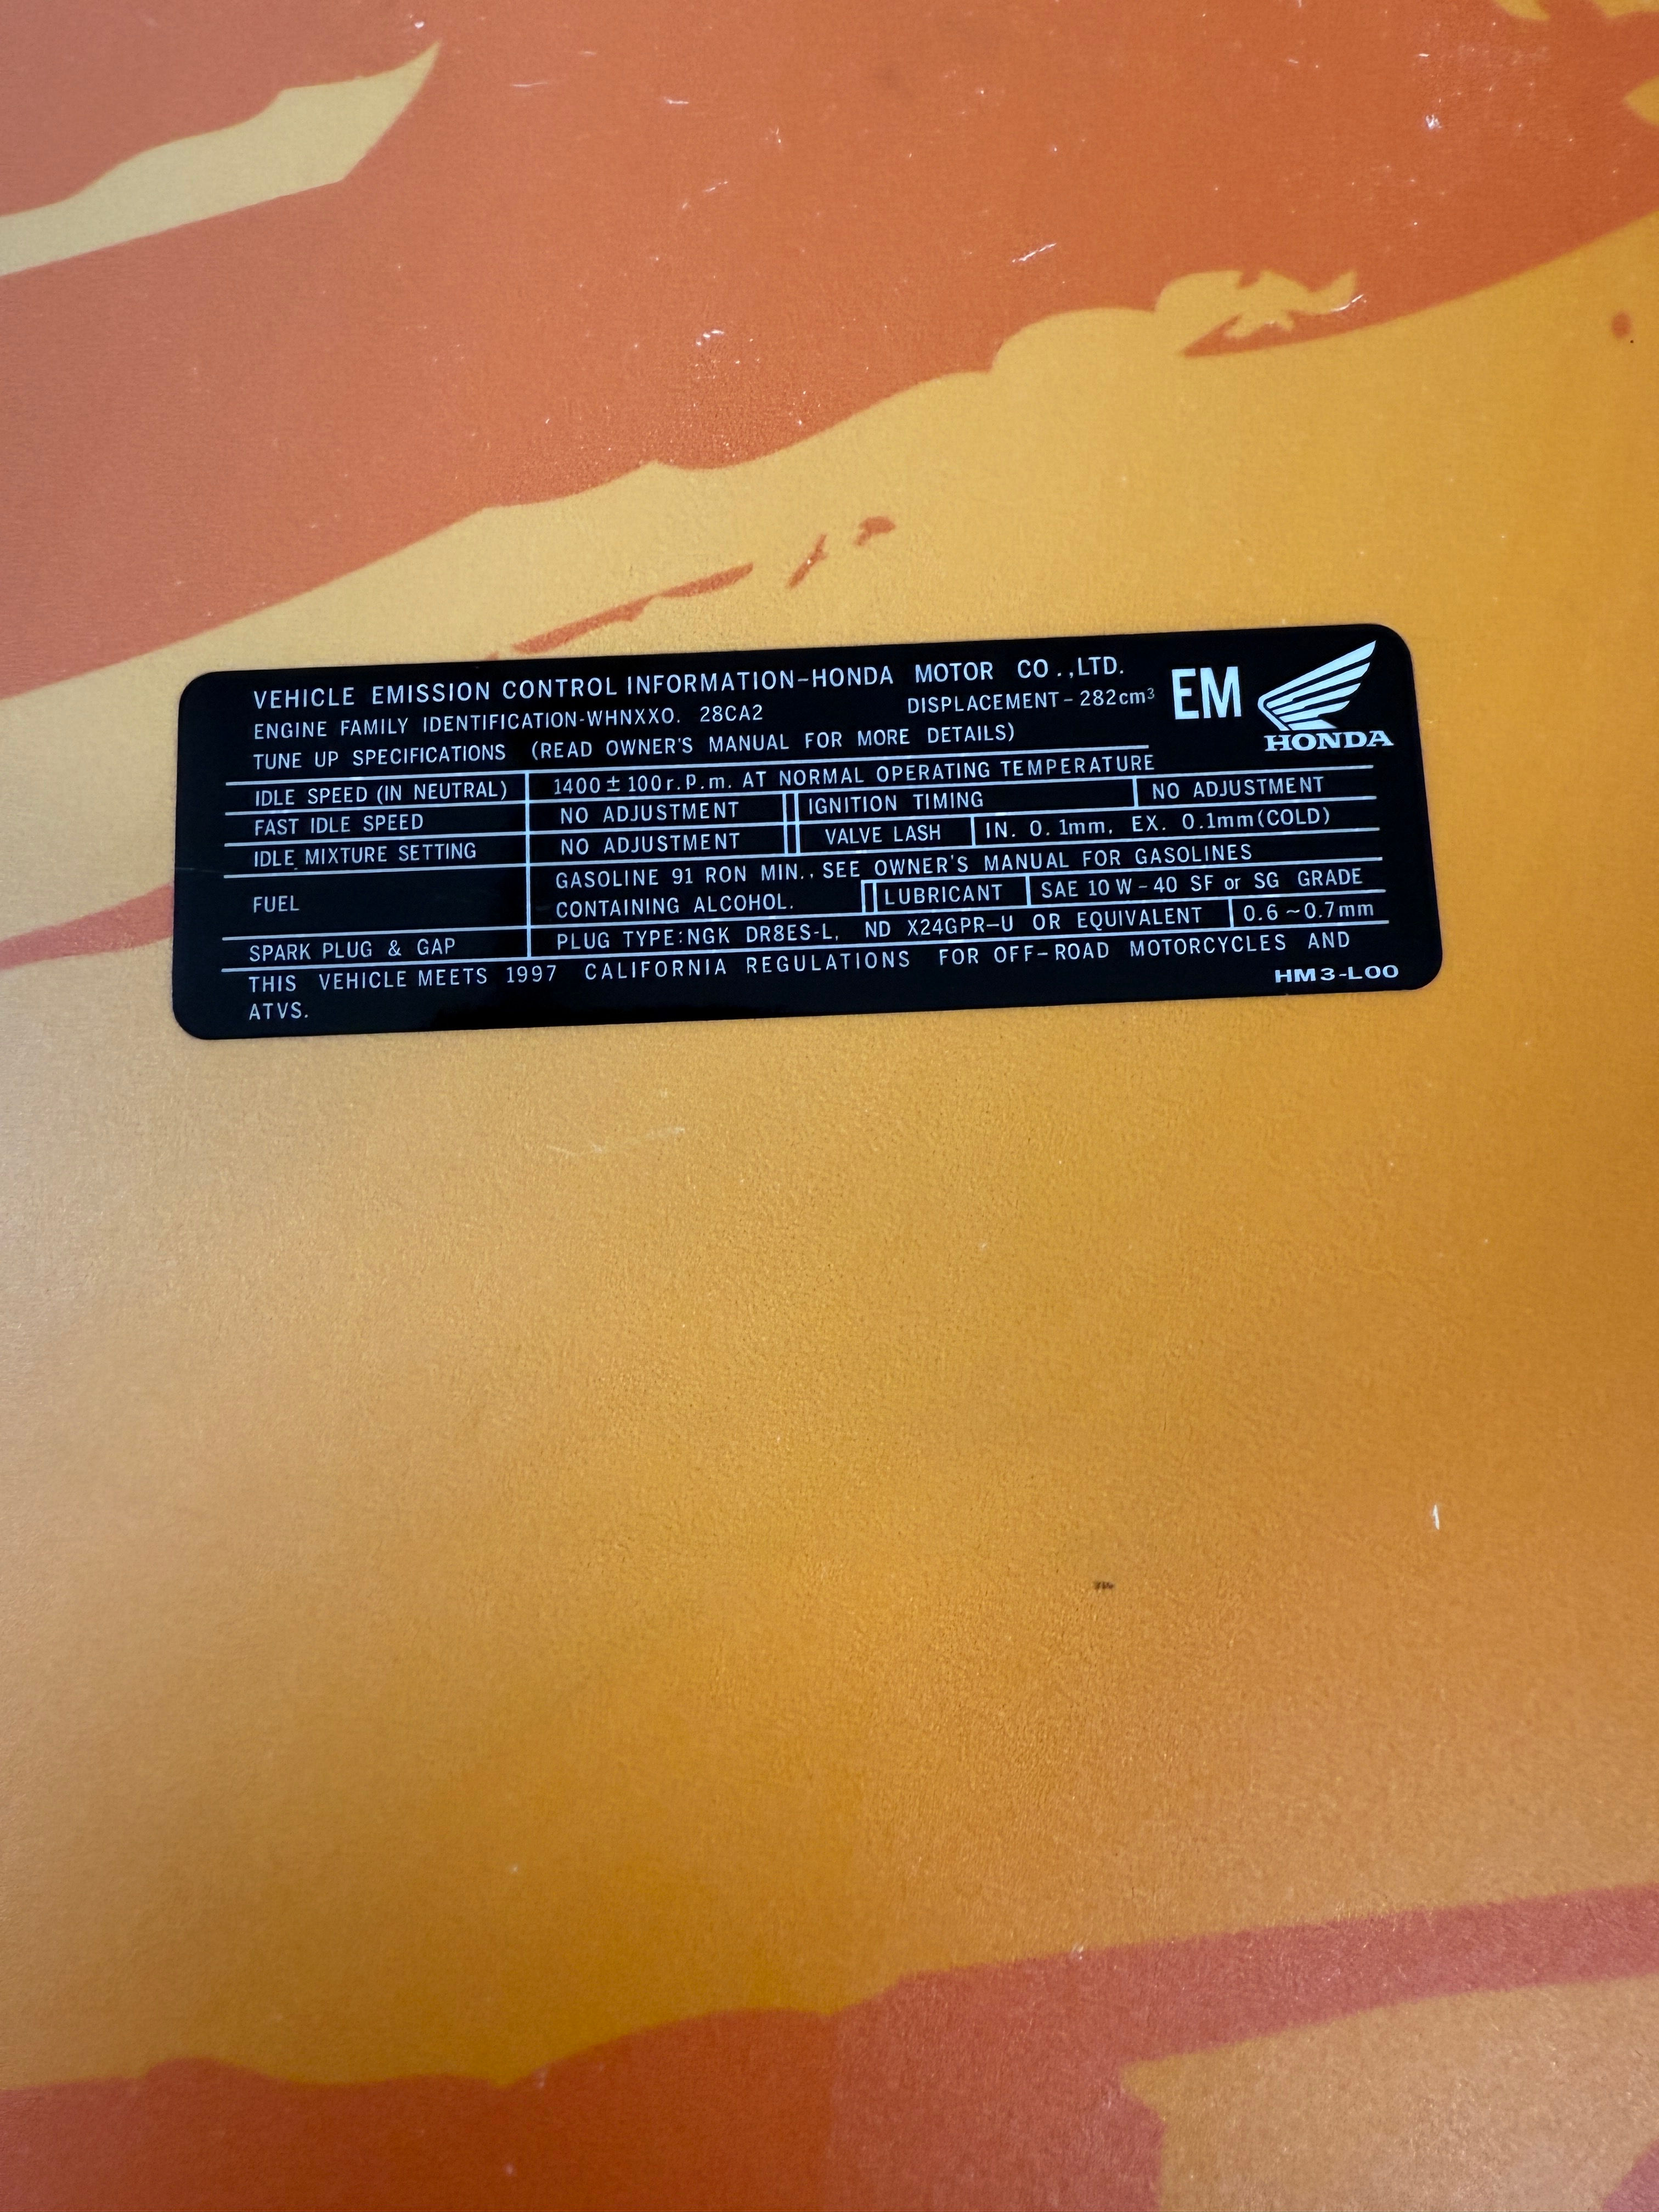 VEHICLE EMISSION CONTROL INFORMATION-HONDA MOTOR CO.,LTD.
ENGINE FAMILY IDENTIFICATION-WHNXXO. 28CA2 DISPLACEMENT-282cm³
EM
HONDA
TUNE UP SPECIFICATIONS (READ OWNER'S MANUAL FOR MORE DETAILS)
IDLE SPEED (IN NEUTRAL) 1400±100r.p.m. AT NORMAL OPERATING TEMPERATURE
FAST IDLE SPEED NO ADJUSTMENT IGNITION TIMING NO ADJUSTMENT
IDLE MIXTURE SETTING NO ADJUSTMENT VALVE LASH IN. 0.1mm, EX. 0.1mm(COLD)
FUEL GASOLINE 91 RON MIN., SEE OWNER'S MANUAL FOR GASOLINES
CONTAINING ALCOHOL. LUBRICANT SAE 10W-40 SF or SG GRADE
SPARK PLUG & GAP PLUG TYPE:NGK DR8ES-L, ND X24GPR-U OR EQUIVALENT 0.6~0.7mm
THIS VEHICLE MEETS 1997 CALIFORNIA REGULATIONS FOR OFF-ROAD MOTORCYCLES AND
ATVS.
HM3-L00